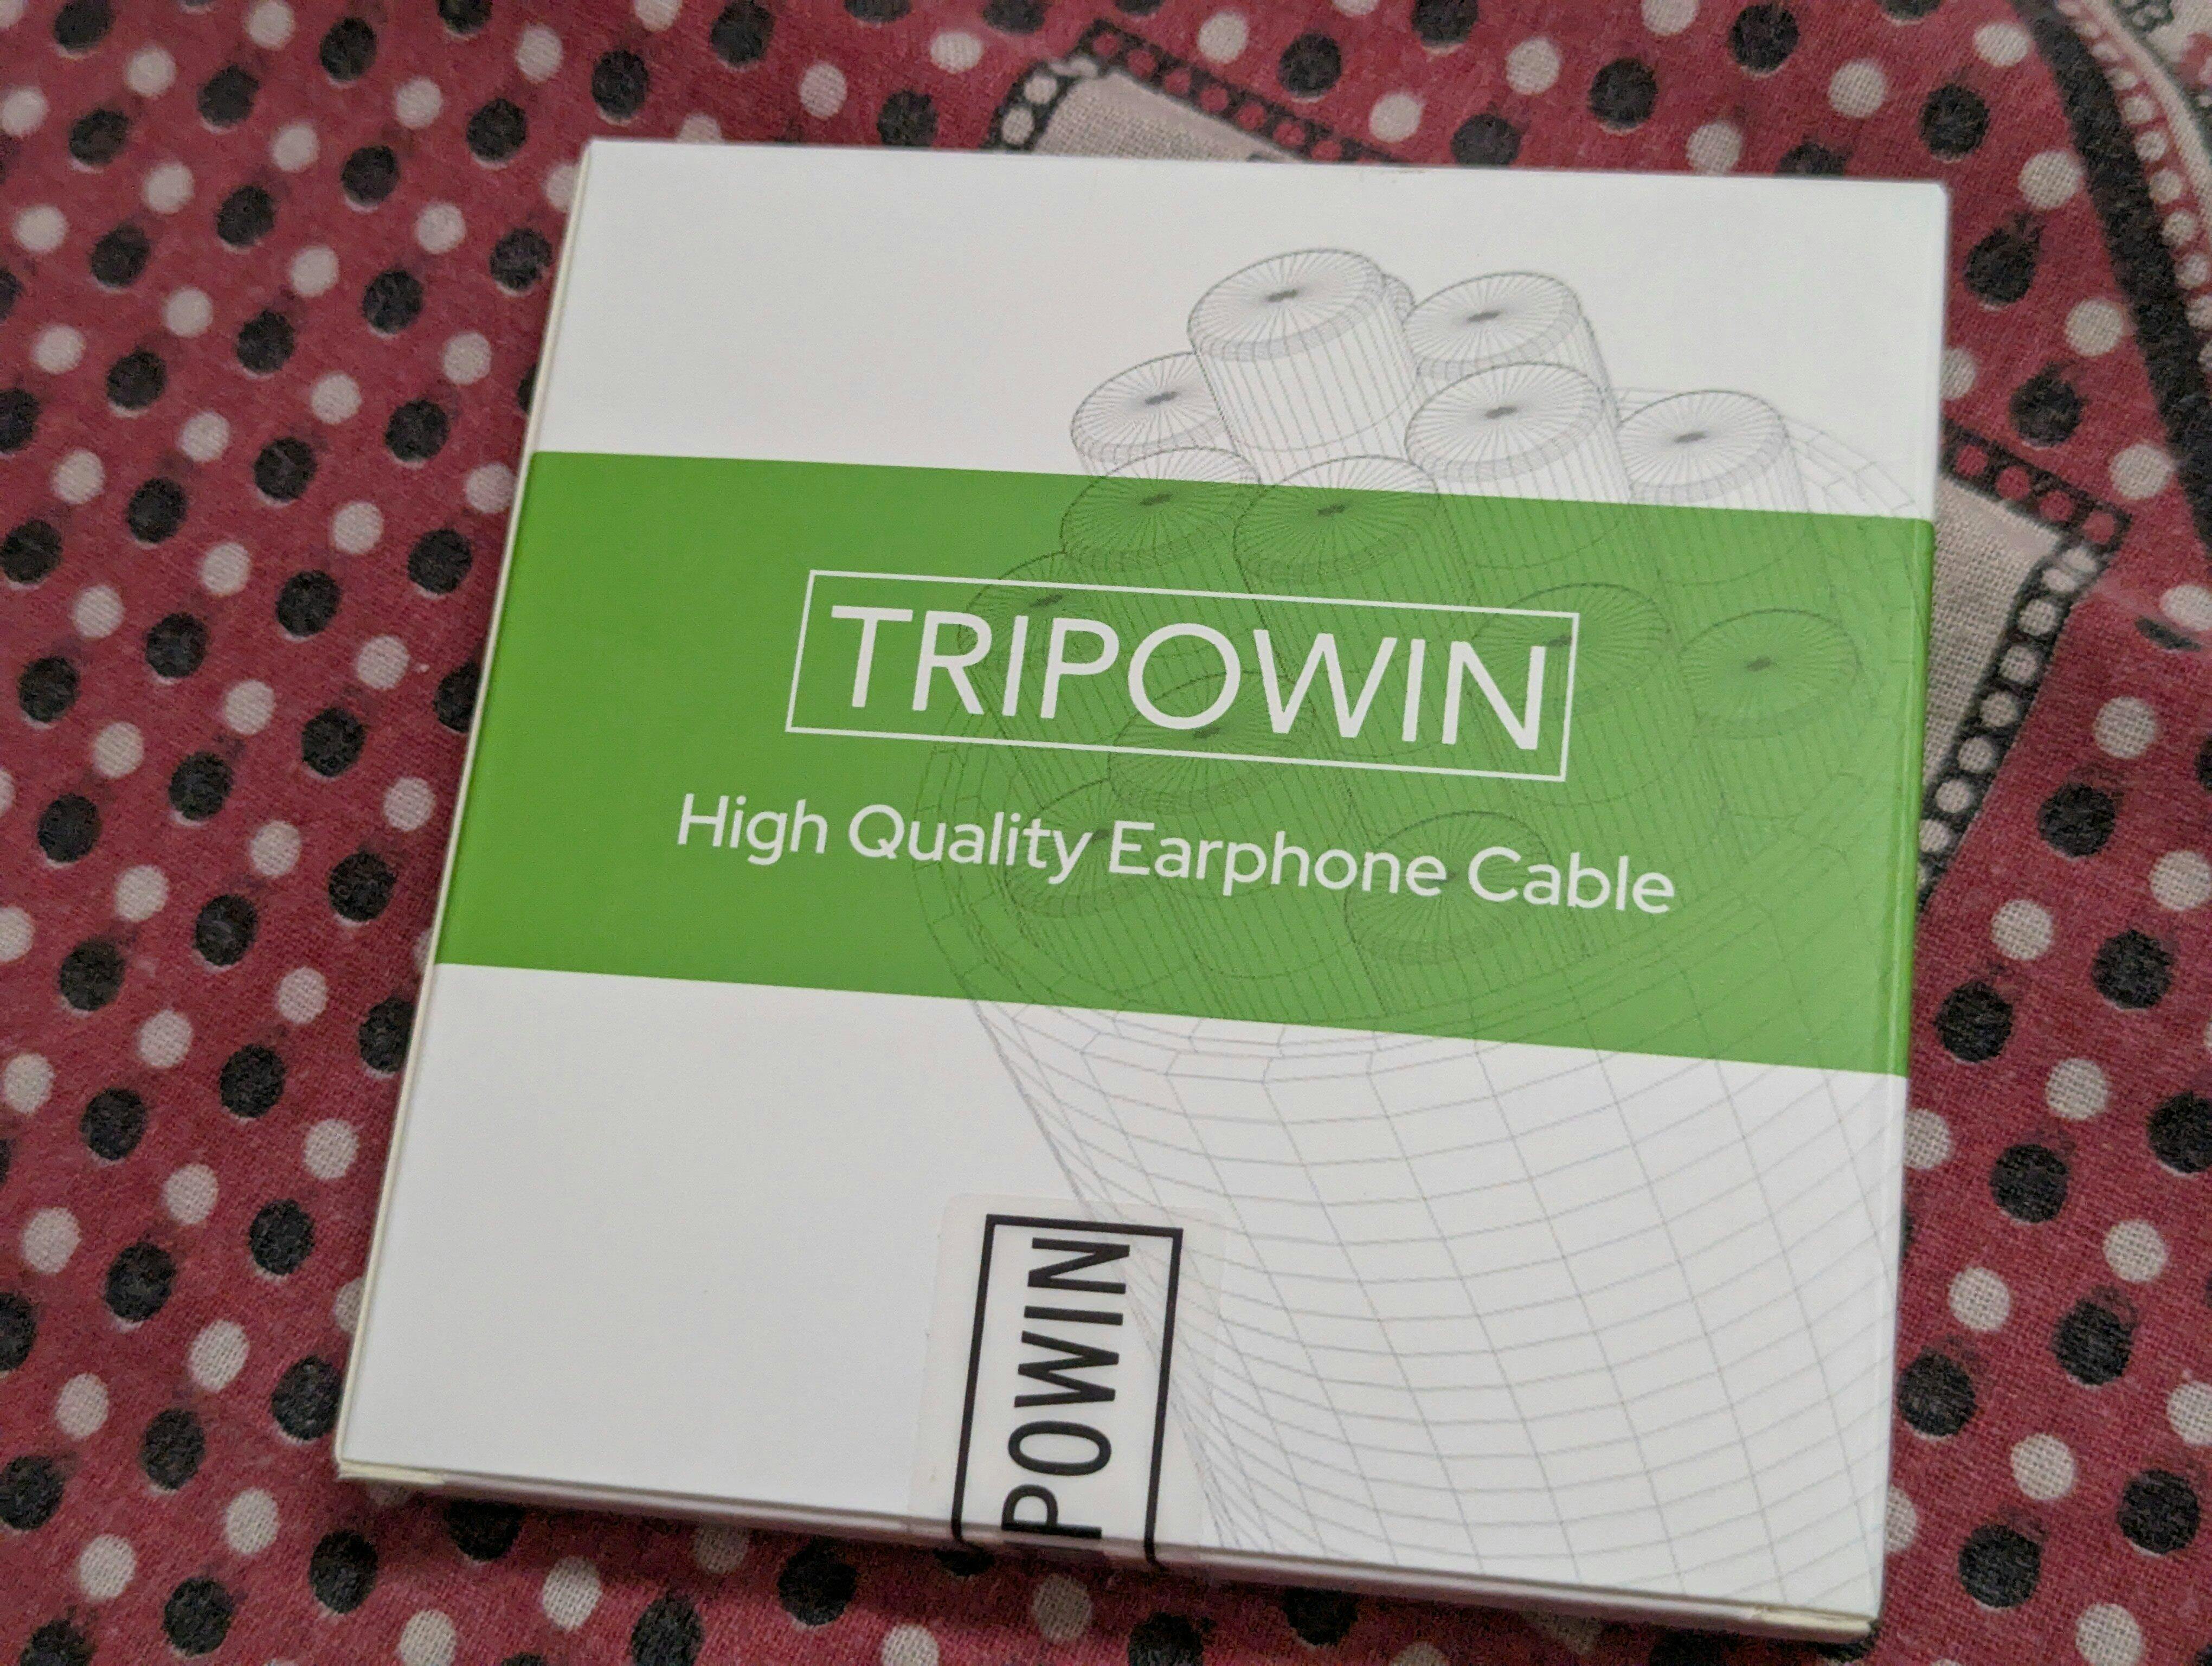 TRIPOWIN
High Quality Earphone Cable
POWIN